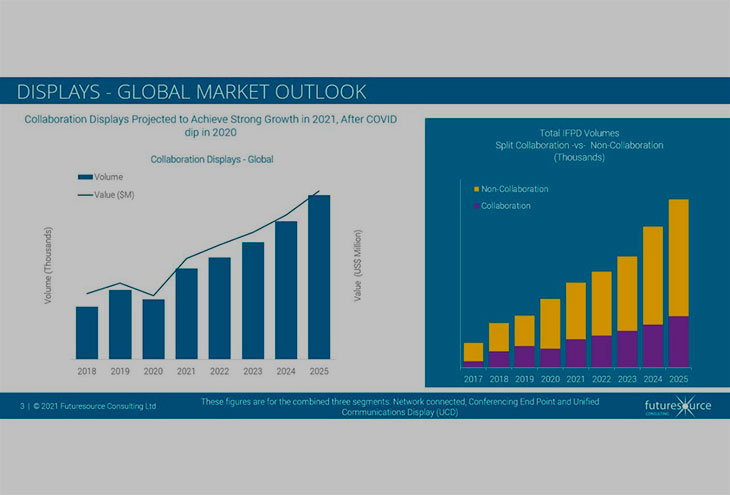 DISPLAYS - GLOBAL MARKET OUTLOOK
Collaboration Displays Projected to Achieve Strong Growth in 2021, After COVID
dip in 2020
Collaboration Displays - Global
Volume
Value ($M)
Volume (Thousands)
Value (US$ Million)
2018 2019 2020 2021 2022 2023 2024 2025
Total IFPD Volumes
Split Collaboration -vs- Non-Collaboration
(Thousands)
Non-Collaboration
Collaboration
2017 2018 2019 2020 2021 2022 2023 2024 2025
3 | © 2021 Futuresource Consulting Ltd
These figures are for the combined three segments: Network connected, Conferencing End Point and Unified
Communications Display (UCD)
futuresource
CONSULTING